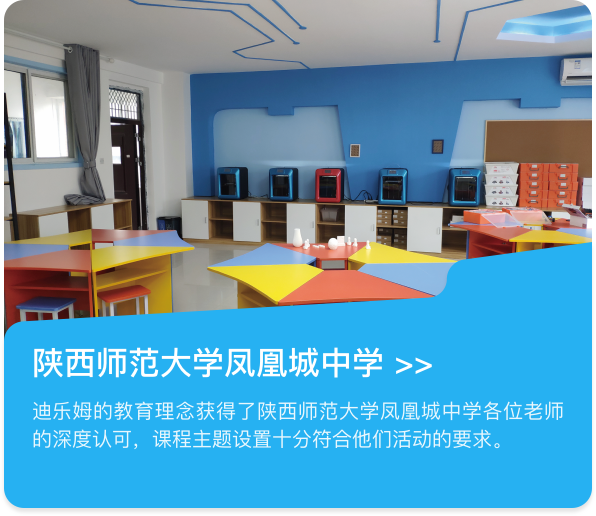 陕西师范大学凤凰城中学 >>
迪乐姆的教育理念获得了陕西师范大学凤凰城中学各位老师
的深度认可，课程主题设置十分符合他们活动的要求。